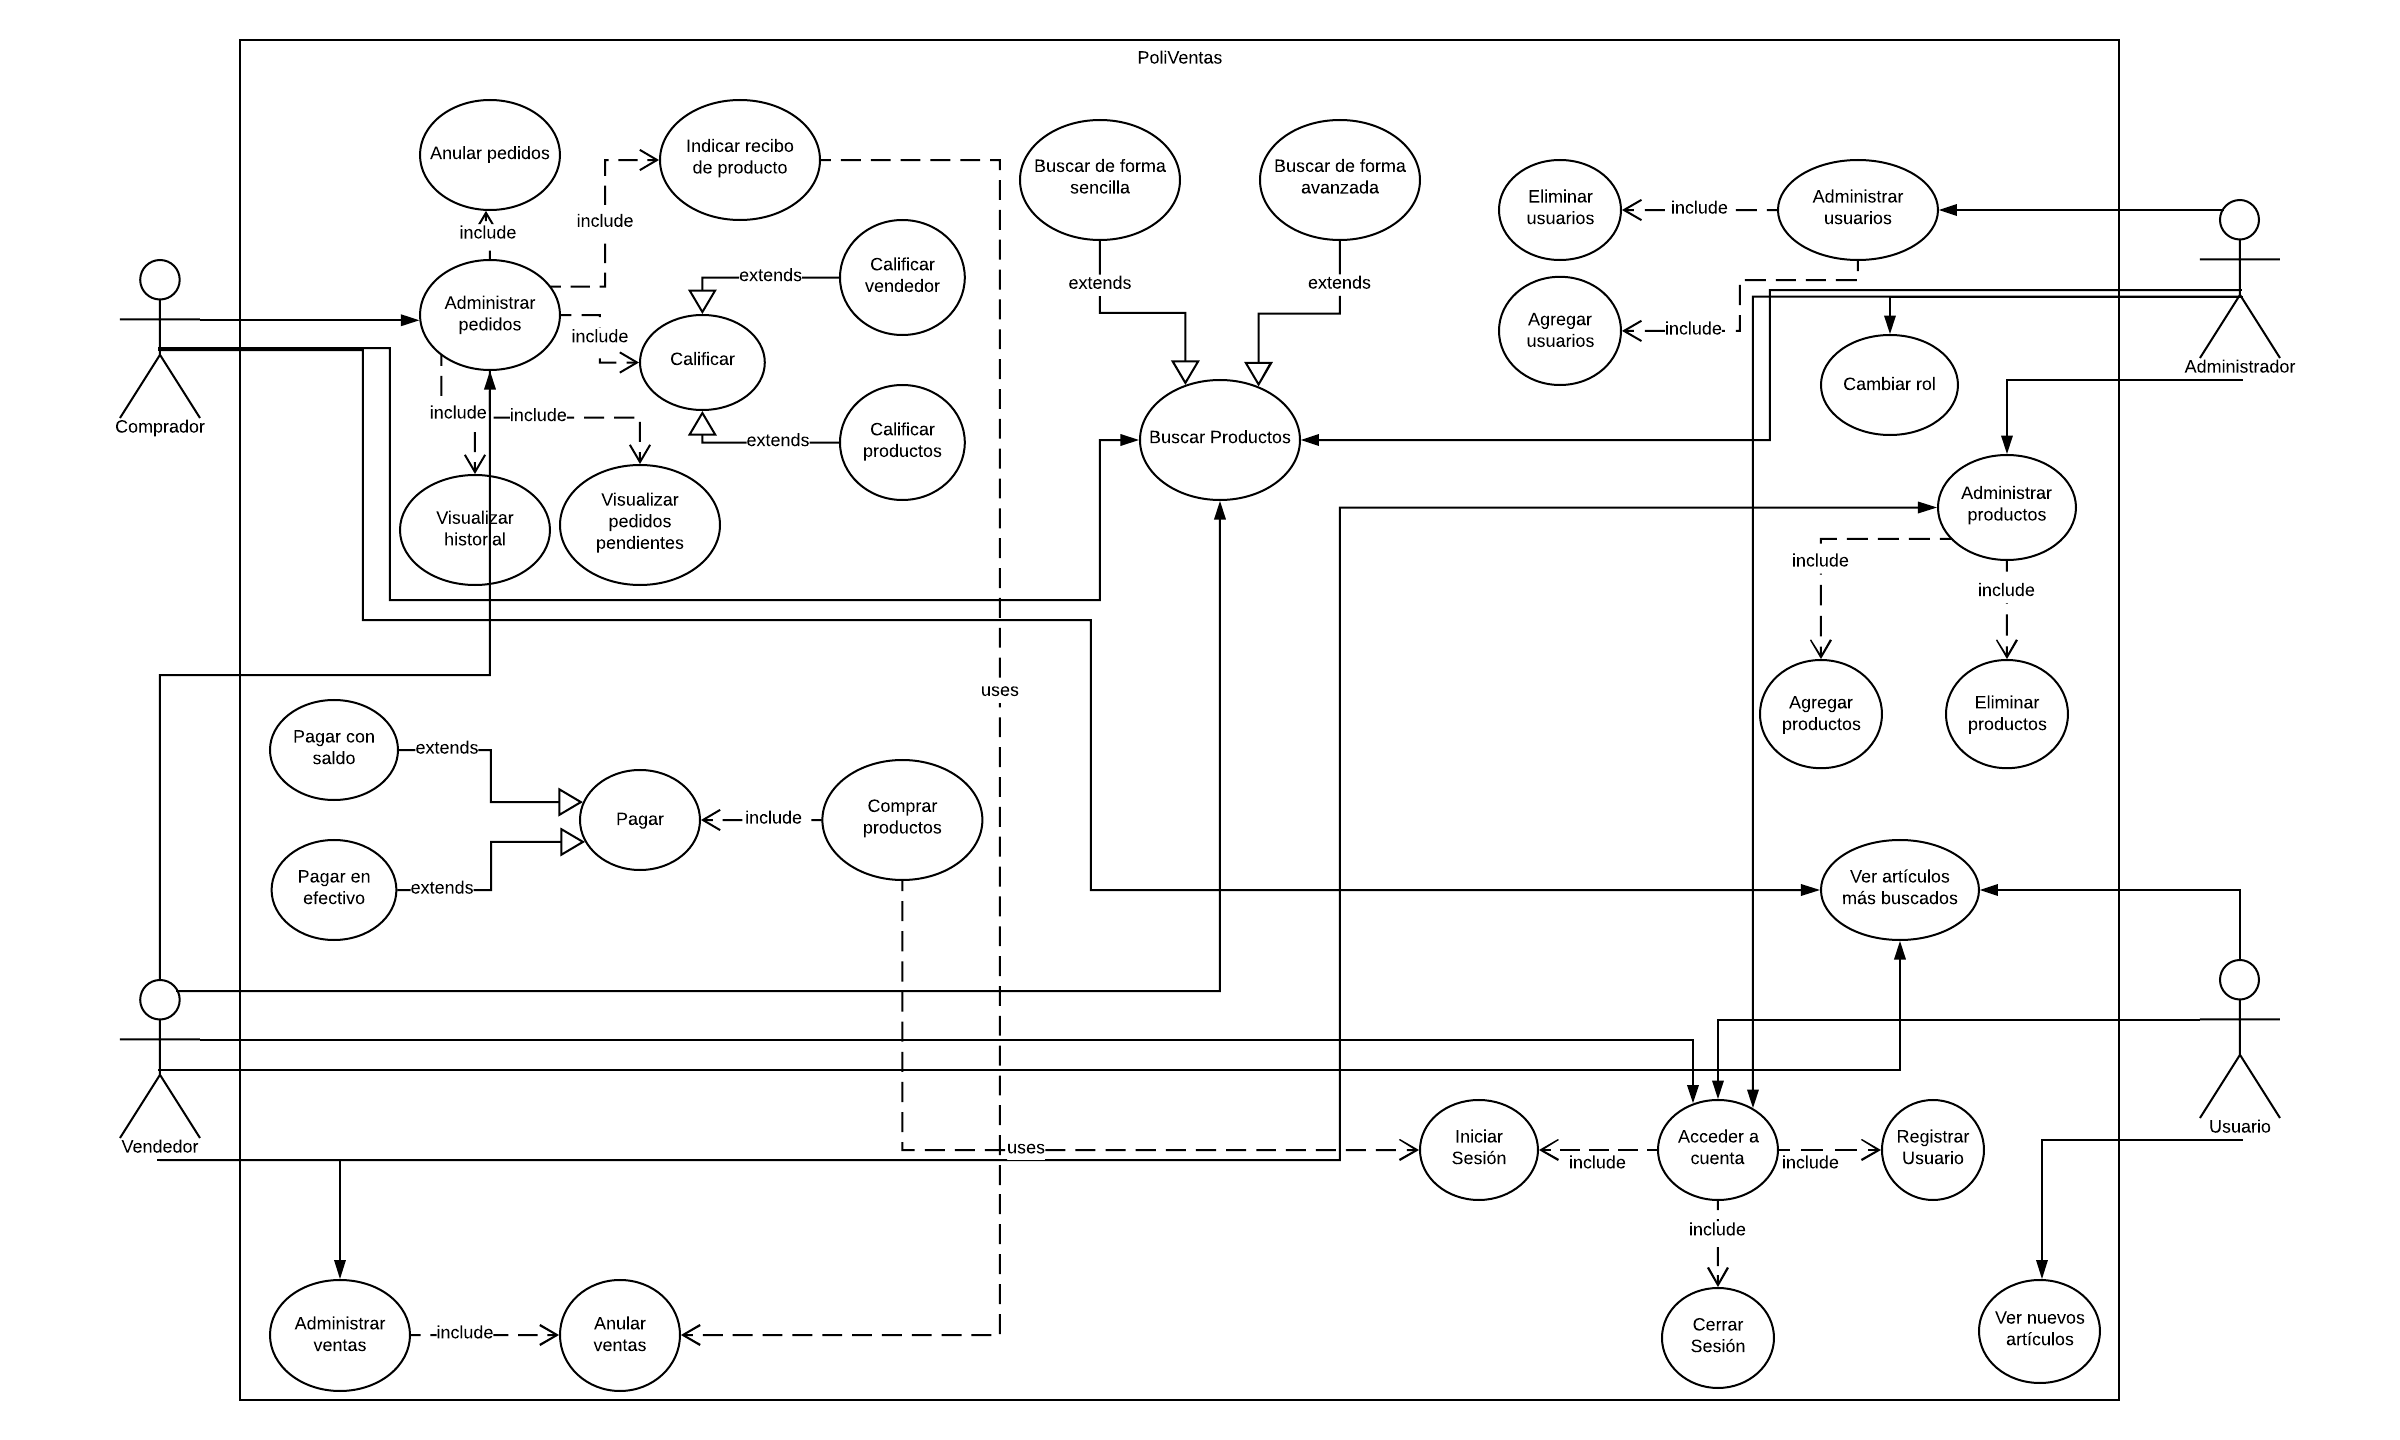 PoliVentas
Anular pedidos
Indicar recibo
de producto
Buscar de forma
sencilla
Buscar de forma
avanzada
Eliminar
usuarios
include
Administrar
usuarios
include
include
Calificar
vendedor
extends
extends
extends
Administrar
pedidos
include
Calificar
Agregar
usuarios
include
Administrador
Cambiar rol
Comprador
include
include
extends
Calificar
productos
Buscar Productos
Visualizar
historial
Visualizar
pedidos
pendientes
Administrar
productos
include
include
uses
Agregar
productos
Eliminar
productos
Pagar con
saldo
extends
Pagar
include
Comprar
productos
Pagar en
efectivo
extends
Ver artículos
más buscados
Vendedor
uses
Iniciar
Sesión
include
Acceder a
cuenta
include
Registrar
Usuario
Usuario
include
Administrar
ventas
include
Anular
ventas
Cerrar
Sesión
Ver nuevos
artículos